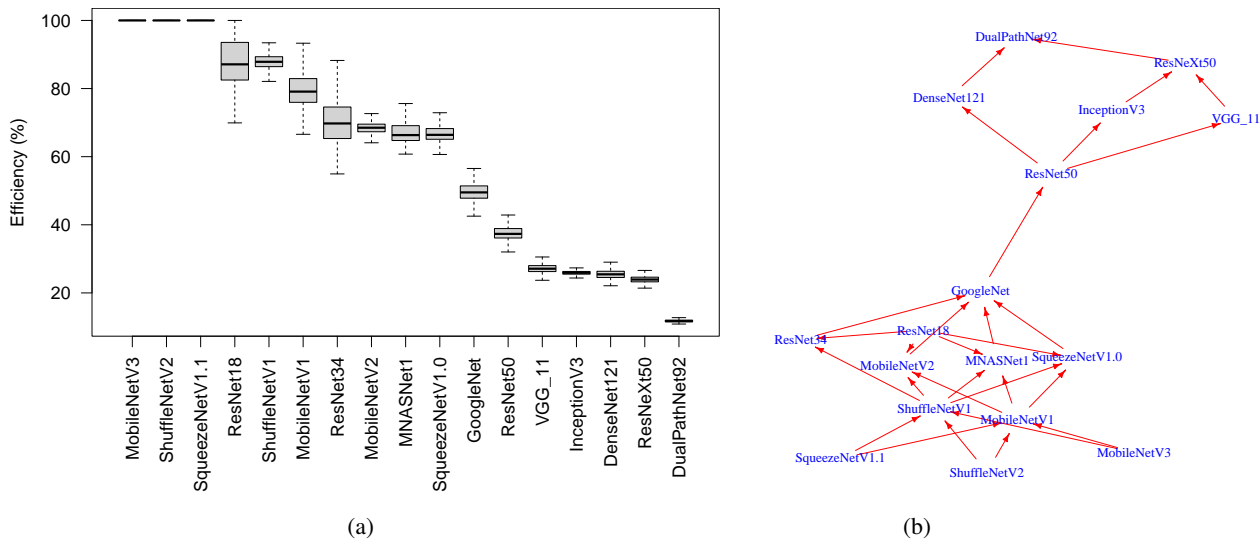 100
80
60
40
20
Efficiency (%)
MobileNetV3
ShuffleNetV2
SqueezeNetV1.1
ResNet18
ShuffleNetV1
MobileNetV1
ResNet34
MobileNetV2
MNASNet1
SqueezeNetV1.0
GoogleNet
ResNet50
VGG_11
InceptionV3
DenseNet121
ResNeXt50
DualPathNet92
(a)
DualPathNet92
ResNeXt50
DenseNet121
InceptionV3
VGG_11
ResNet50
GoogleNet
ResNet34
ResNet18
MobileNetV2
MNASNet1
SqueezeNetV1.0
ShuffleNetV1
MobileNetV1
SqueezeNetV1.1
ShuffleNetV2
MobileNetV3
(b)